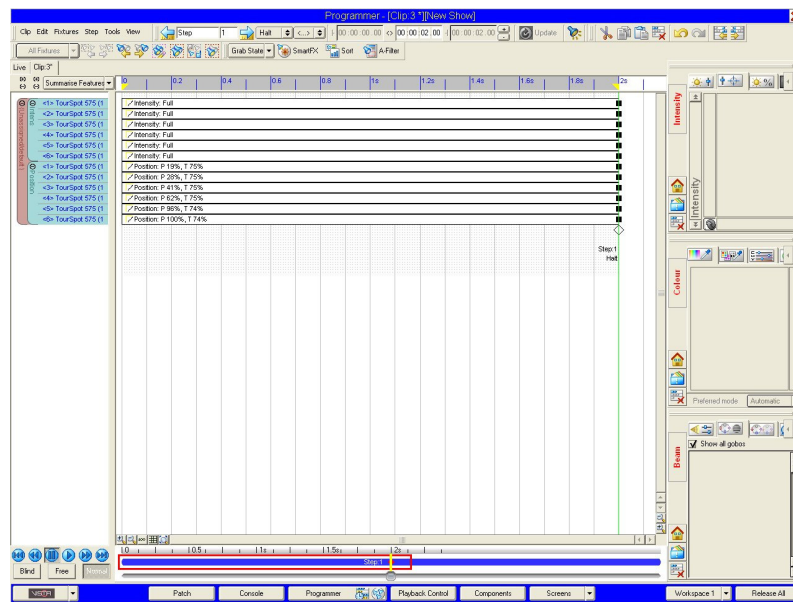 Programmer - [Clip:3 *][New Show]
Clip Edit Fixtures Step Tools View Step 1 Halt <...> 00 :00 :00 .00 <> 00 :00 :02 .00 00 :00 :02 .00 Update
All Fixtures Grab State SmartFX Sort A-Filter
Live Clip:3*
Summarise Features 0 0.2 0.4 0.6 0.8 1s 1.2s 1.4s 1.6s 1.8s 2s
<1> TourSpot 575 (1 Intensity: Full
<2> TourSpot 575 (1 Intensity: Full
<3> TourSpot 575 (1 Intensity: Full
<4> TourSpot 575 (1 Intensity: Full
<5> TourSpot 575 (1 Intensity: Full
<6> TourSpot 575 (1 Intensity: Full
<1> TourSpot 575 (1 Position: P 19%, T 75%
<2> TourSpot 575 (1 Position: P 28%, T 75%
<3> TourSpot 575 (1 Position: P 41%, T 75%
<4> TourSpot 575 (1 Position: P 62%, T 75%
<5> TourSpot 575 (1 Position: P 96%, T 74%
<6> TourSpot 575 (1 Position: P 100%, T 74%
Position
Step:1
Halt
Intensity
%
Intensity
Colour
Preferred mode Automatic
Beam
Show all gobos
0 0.5 1s 1.5s 2s
Step:1
Blind Free Normal
VISTA Patch Console Programmer Playback Control Components Screens Workspace 1 Release All